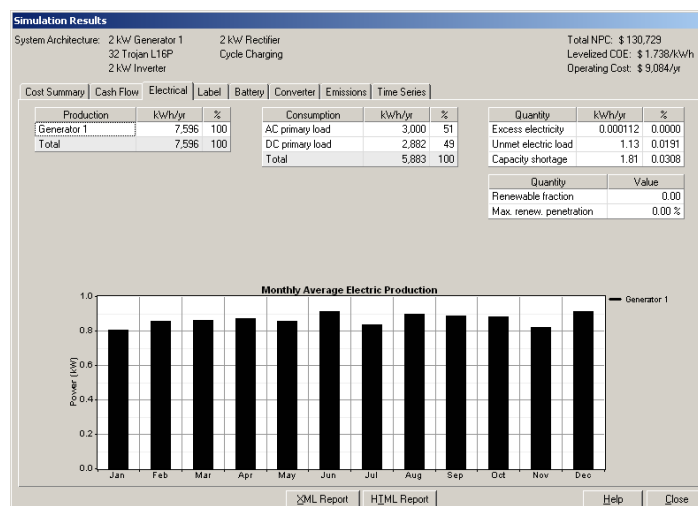 Simulation Results
System Architecture: 2 kW Generator 1 2 kW Rectifier Total NPC: $ 130,729
32 Trojan L16P Cycle Charging Levelized COE: $ 1.738/kWh
2 kW Inverter Operating Cost: $ 9,084/yr
Cost Summary Cash Flow Electrical Label Battery Converter Emissions Time Series
Production kWh/yr %
Generator 1 7,596 100
Total 7,596 100
Consumption kWh/yr %
AC primary load 3,000 51
DC primary load 2,882 49
Total 5,883 100
Quantity kWh/yr %
Excess electricity 0.000112 0.0000
Unmet electric load 1.13 0.0191
Capacity shortage 1.81 0.0308
Quantity Value
Renewable fraction 0.00
Max. renew. penetration 0.00 %
Monthly Average Electric Production
Power (kW)
1.0
0.8
0.6
0.4
0.2
0.0
Jan Feb Mar Apr May Jun Jul Aug Sep Oct Nov Dec
Generator 1
XML Report HTML Report Help Close